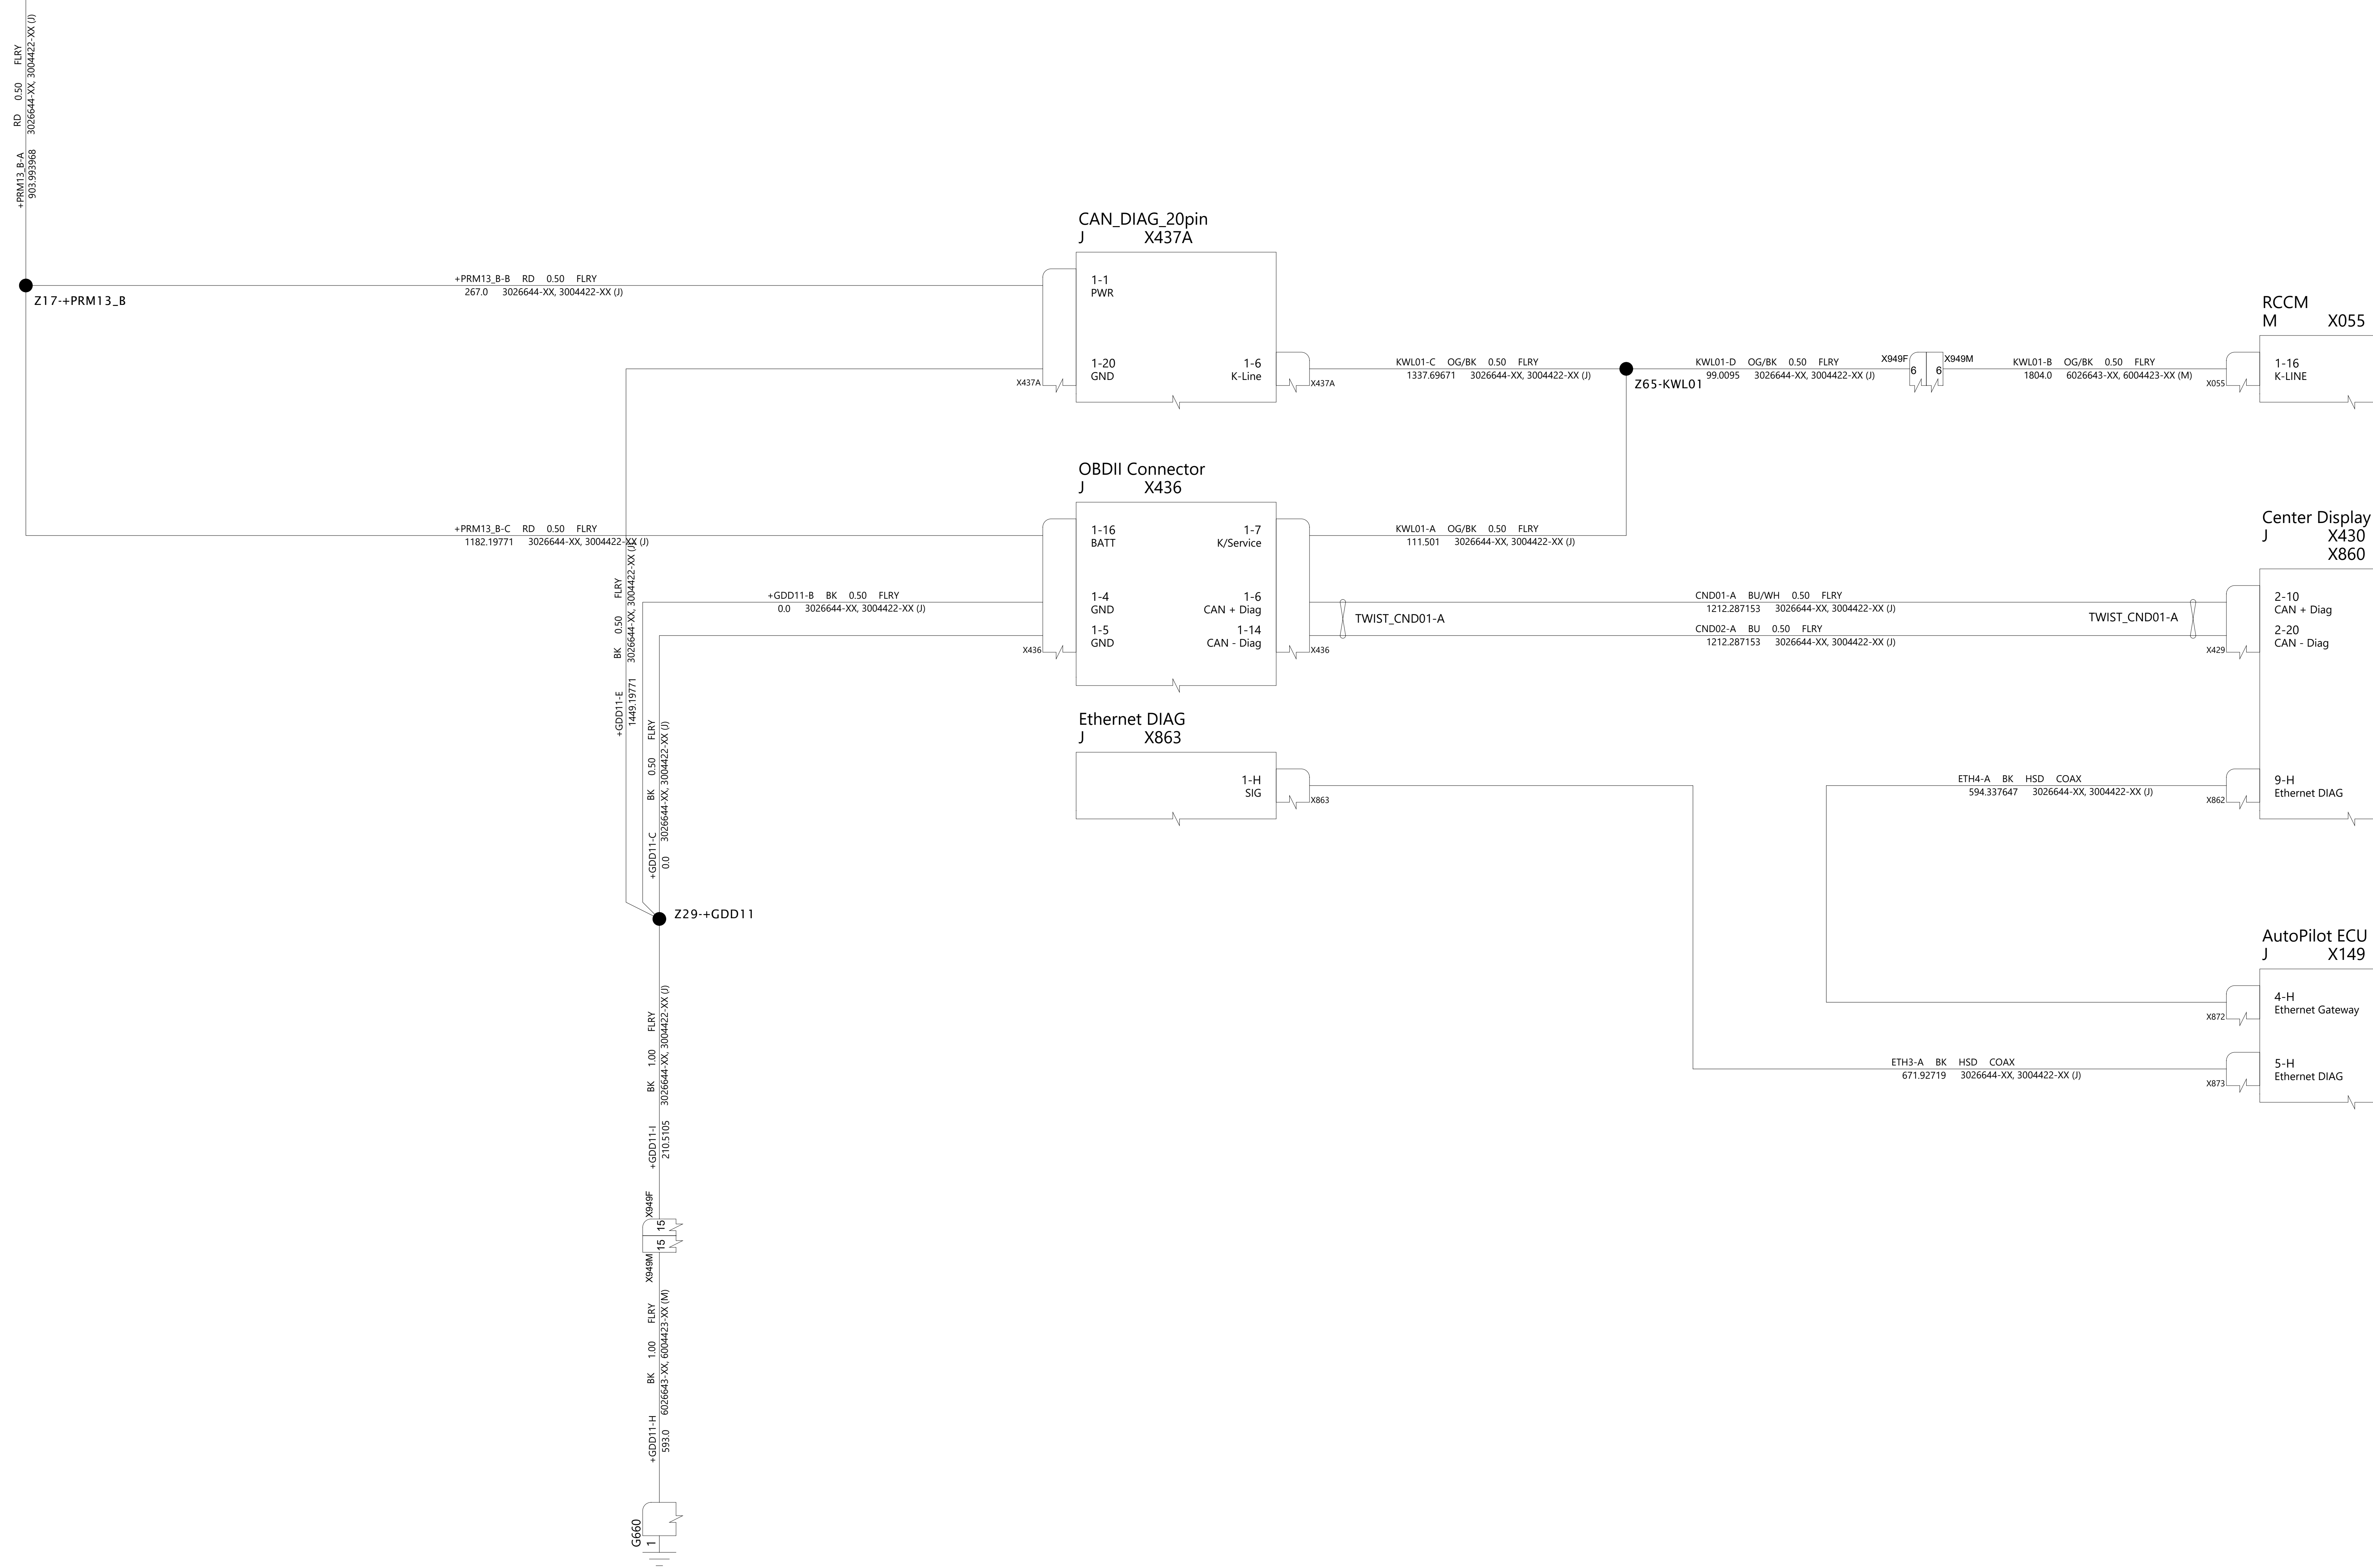 +PRM13_B-A RD 0.50 FLRY
903.993968 3026644-XX, 3004422-XX (J)
Z17-+PRM13_B
+PRM13_B-B RD 0.50 FLRY
267.0 3026644-XX, 3004422-XX (J)
CAN_DIAG_20pin
J X437A
1-1
PWR
1-20
GND
1-6
K-Line
X437A
X437A
KWL01-C OG/BK 0.50 FLRY
1337.69671 3026644-XX, 3004422-XX (J)
Z65-KWL01
KWL01-D OG/BK 0.50 FLRY
99.0095 3026644-XX, 3004422-XX (J)
X949F
6
6
X949M
KWL01-B OG/BK 0.50 FLRY
1804.0 6026643-XX, 6004423-XX (M)
X055
RCCM
M X055
1-16
K-LINE
+PRM13_B-C RD 0.50 FLRY
1182.19771 3026644-XX, 3004422-XX (J)
OBDII Connector
J X436
1-16
BATT
1-7
K/Service
1-4
GND
1-6
CAN + Diag
1-5
GND
1-14
CAN - Diag
X436
X436
KWL01-A OG/BK 0.50 FLRY
111.501 3026644-XX, 3004422-XX (J)
+GDD11-B BK 0.50 FLRY
0.0 3026644-XX, 3004422-XX (J)
TWIST_CND01-A
CND01-A BU/WH 0.50 FLRY
1212.287153 3026644-XX, 3004422-XX (J)
CND02-A BU 0.50 FLRY
1212.287153 3026644-XX, 3004422-XX (J)
TWIST_CND01-A
X429
Center Display
J X430
X860
2-10
CAN + Diag
2-20
CAN - Diag
9-H
Ethernet DIAG
X862
+GDD11-E BK 0.50 FLRY
1449.19771 3026644-XX, 3004422-XX (J)
+GDD11-C BK 0.50 FLRY
0.0 3026644-XX, 3004422-XX (J)
Ethernet DIAG
J X863
1-H
SIG
X863
ETH4-A BK HSD COAX
594.337647 3026644-XX, 3004422-XX (J)
Z29-+GDD11
AutoPilot ECU
J X149
4-H
Ethernet Gateway
X872
5-H
Ethernet DIAG
X873
ETH3-A BK HSD COAX
671.92719 3026644-XX, 3004422-XX (J)
+GDD11-I BK 1.00 FLRY
210.5105 3026644-XX, 3004422-XX (J)
X949F
15
15
X949M
+GDD11-H BK 1.00 FLRY
593.0 6026643-XX, 6004423-XX (M)
G660
1